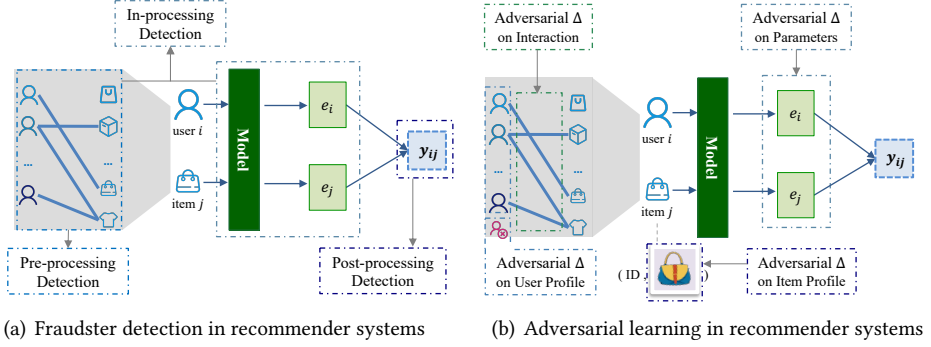 In-processing
Detection
user i
item j
...
...
Model
e_i
e_j
y_ij
Pre-processing
Detection
Post-processing
Detection
(a) Fraudster detection in recommender systems
Adversarial Δ
on Interaction
Adversarial Δ
on Parameters
user i
item j
...
...
Model
e_i
e_j
y_ij
Adversarial Δ
on User Profile
( ID , )
Adversarial Δ
on Item Profile
(b) Adversarial learning in recommender systems